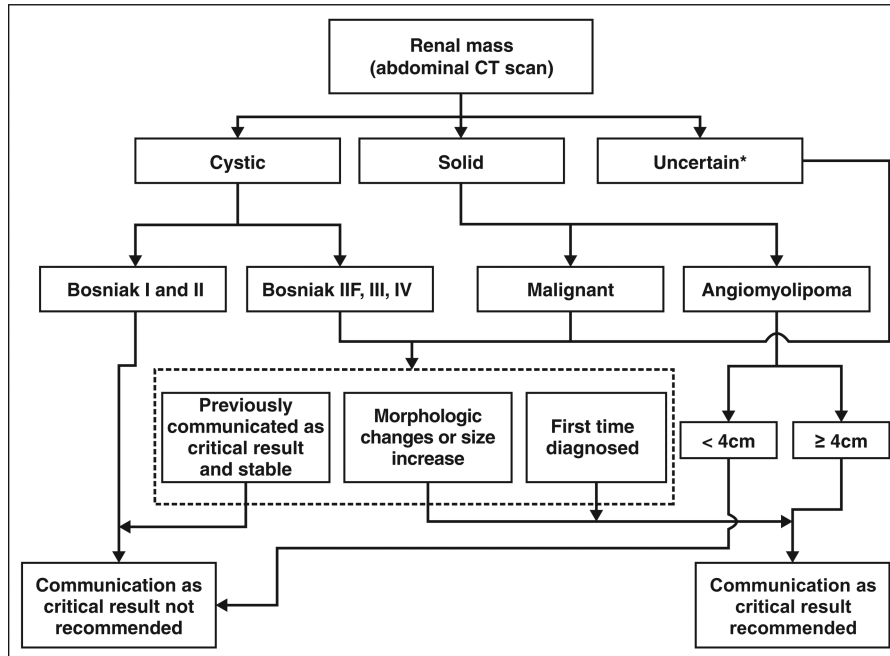 Renal mass
(abdominal CT scan)
Cystic
Solid
Uncertain*
Bosniak I and II
Bosniak IIF, III, IV
Malignant
Angiomyolipoma
Previously
communicated as
critical result
and stable
Morphologic
changes or size
increase
First time
diagnosed
< 4cm
≥ 4cm
Communication as
critical result not
recommended
Communication as
critical result
recommended